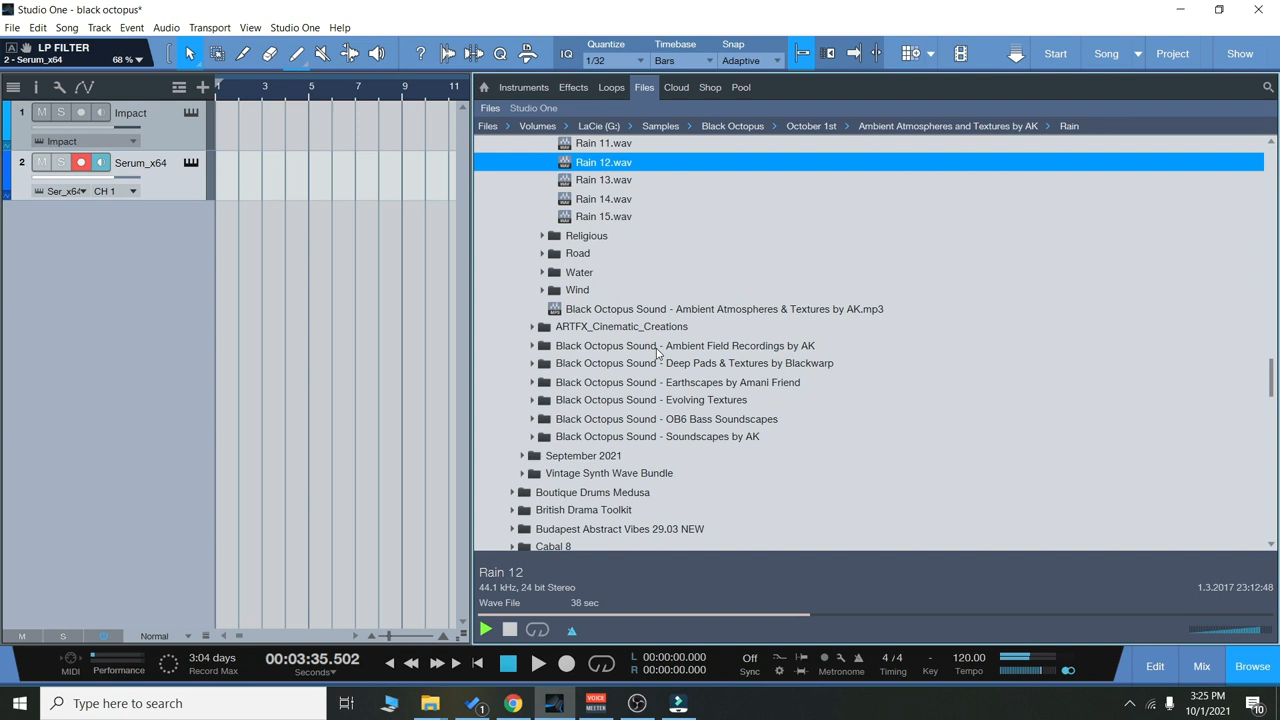 Studio One - black octopus*
File Edit Song Track Event Audio Transport View Studio One Help
LP FILTER
2 - Serum_x64 68 %
IQ Quantize Timebase Snap
1/32 Bars Adaptive
Start Song Project Show
1 3 5 7 9 11
1 M S Impact
Impact
2 M S Serum_x64
Ser_x64 CH 1
Instruments Effects Loops Files Cloud Shop Pool
Files Studio One
Files Volumes LaCie (G:) Samples Black Octopus October 1st Ambient Atmospheres and Textures by AK Rain
Rain 11.wav
Rain 12.wav
Rain 13.wav
Rain 14.wav
Rain 15.wav
Religious
Road
Water
Wind
Black Octopus Sound - Ambient Atmospheres & Textures by AK.mp3
ARTFX_Cinematic_Creations
Black Octopus Sound - Ambient Field Recordings by AK
Black Octopus Sound - Deep Pads & Textures by Blackwarp
Black Octopus Sound - Earthscapes by Amani Friend
Black Octopus Sound - Evolving Textures
Black Octopus Sound - OB6 Bass Soundscapes
Black Octopus Sound - Soundscapes by AK
September 2021
Vintage Synth Wave Bundle
Boutique Drums Medusa
British Drama Toolkit
Budapest Abstract Vibes 29.03 NEW
Cabal 8
Rain 12
44.1 kHz, 24 bit Stereo 1.3.2017 23:12:48
Wave File 38 sec
M S Normal
MIDI Performance 3:04 days Record Max 00:03:35.502 Seconds
L 00:00:00.000
R 00:00:00.000
Off Sync Metronome 4 / 4 Timing - Key 120.00 Tempo
Edit Mix Browse
Type here to search
1
VOICE MEETER
3:25 PM
10/1/2021
10